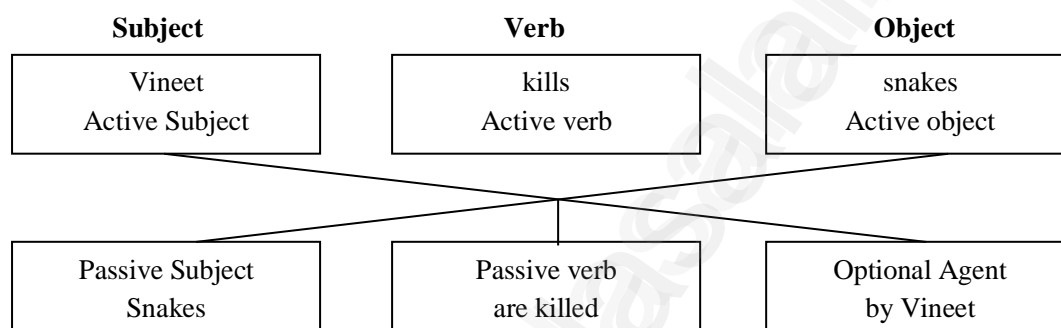 Subject Verb Object
Vineet kills snakes
Active Subject Active verb Active object
Passive Subject Passive verb Optional Agent
Snakes are killed by Vineet